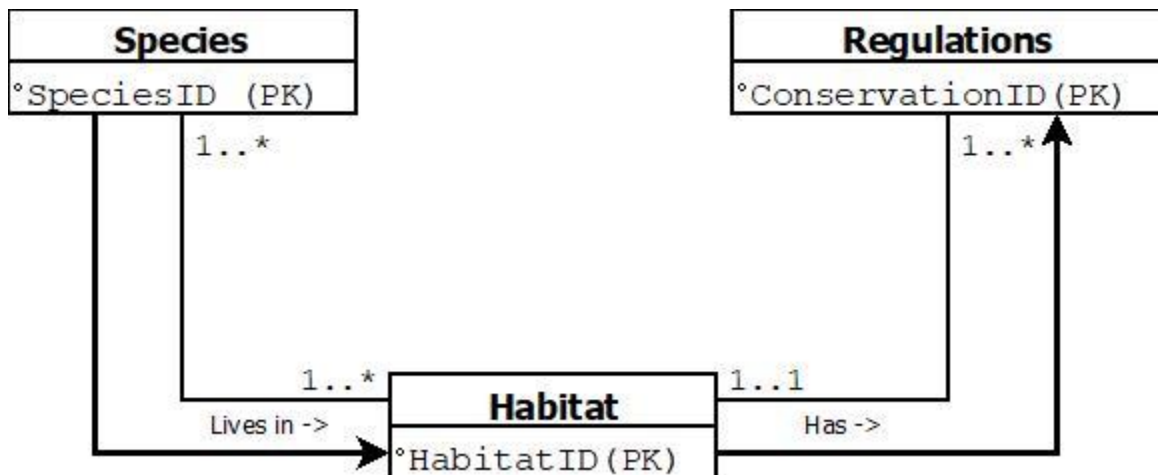 Species
°SpeciesID (PK)
1..*
Regulations
°ConservationID(PK)
1..*
1..*
Lives in ->
Habitat
°HabitatID(PK)
1..1
Has ->